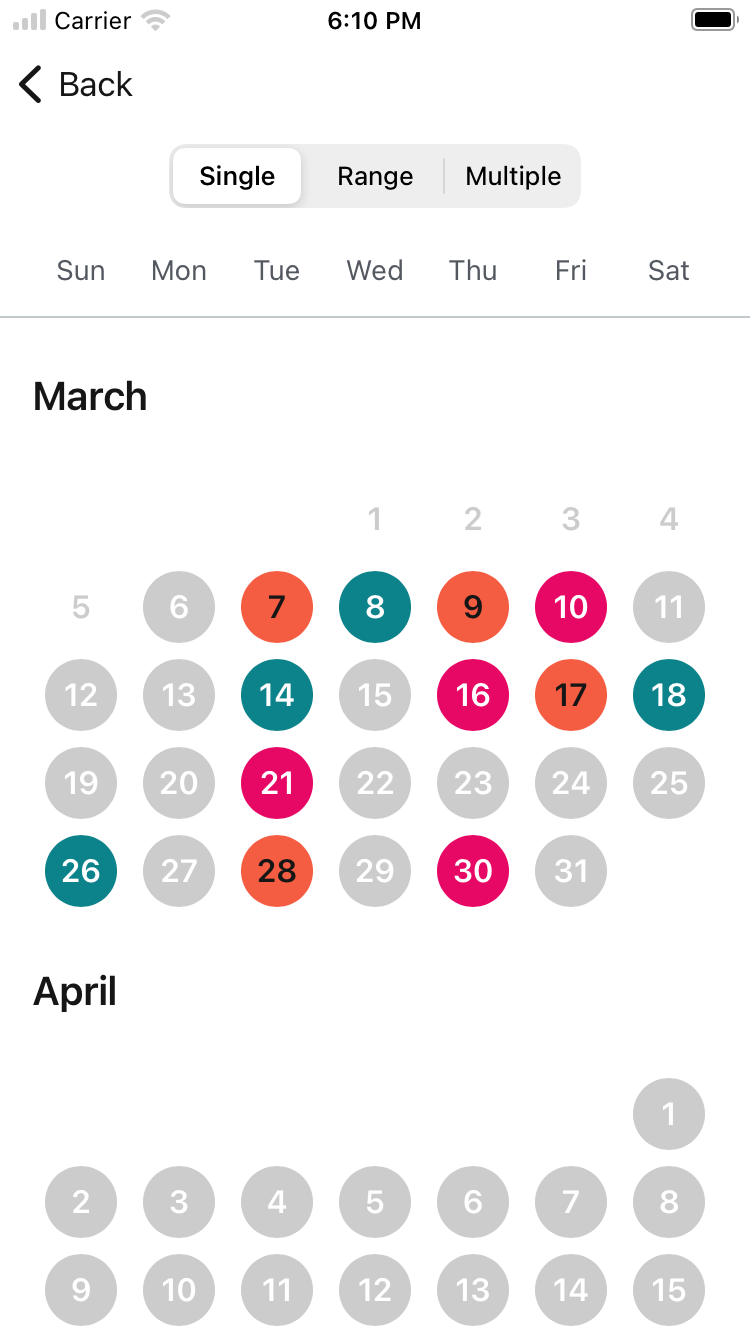 Carrier 6:10 PM
Back
Single Range Multiple
Sun Mon Tue Wed Thu Fri Sat
March
1 2 3 4
5 6 7 8 9 10 11
12 13 14 15 16 17 18
19 20 21 22 23 24 25
26 27 28 29 30 31
April
1
2 3 4 5 6 7 8
9 10 11 12 13 14 15